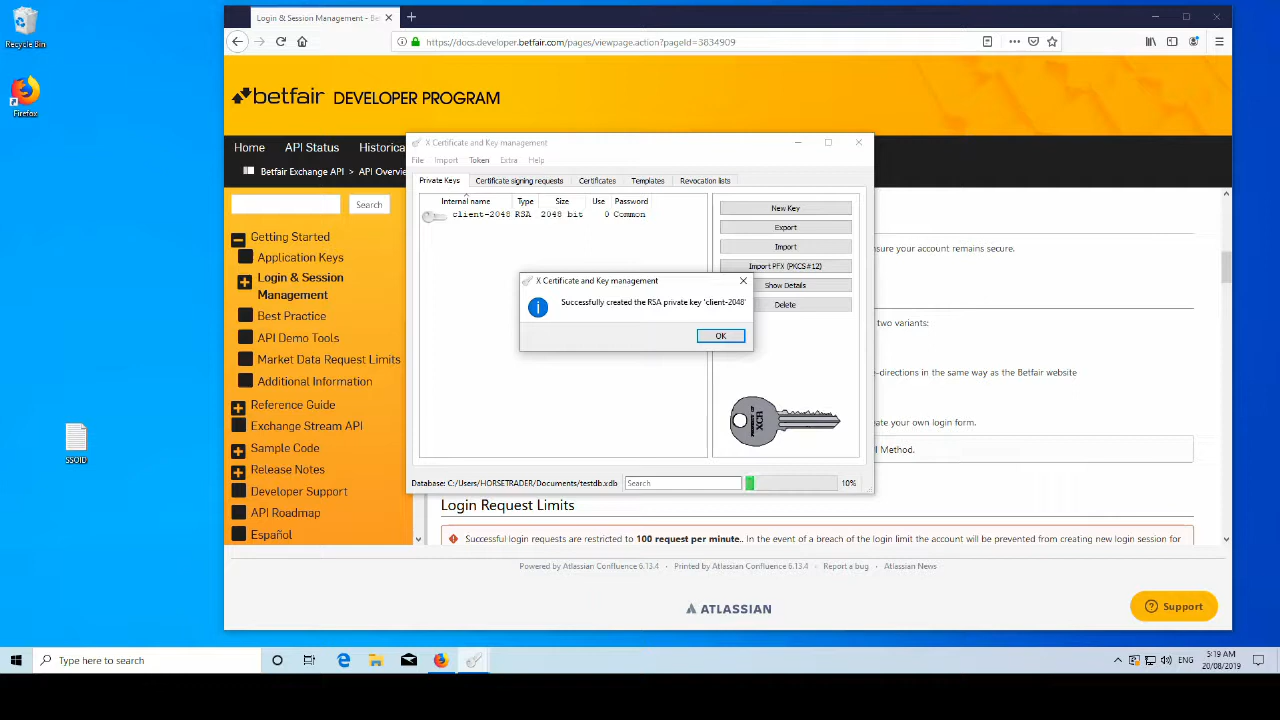 Recycle Bin
Firefox
SSOID
Login & Session Management - Be
https://docs.developer.betfair.com/pages/viewpage.action?pageId=3834909
betfair DEVELOPER PROGRAM
Home API Status Historica
Betfair Exchange API > API Overvie
Search
Getting Started
Application Keys
Login & Session
Management
Best Practice
API Demo Tools
Market Data Request Limits
Additional Information
Reference Guide
Exchange Stream API
Sample Code
Release Notes
Developer Support
API Roadmap
Español
X Certificate and Key management
File Import Token Extra Help
Private Keys Certificate signing requests Certificates Templates Revocation lists
Internal name Type Size Use Password
client-2048 RSA 2048 bit 0 Common
New Key
Export
Import
Import PFX (PKCS#12)
Show Details
Delete
X Certificate and Key management
Successfully created the RSA private key 'client-2048'
OK
PROPERTY OF
XCA
Database: C:/Users/HORSETRADER/Documents/testdb.xdb Search 10%
nsure your account remains secure.
two variants:
e-directions in the same way as the Betfair website
eate your own login form.
l Method.
Login Request Limits
Successful login requests are restricted to 100 request per minute.. In the event of a breach of the login limit the account will be prevented from creating new login session for
Powered by Atlassian Confluence 6.13.4 · Printed by Atlassian Confluence 6.13.4 · Report a bug · Atlassian News
ATLASSIAN
Support
Type here to search
ENG
5:19 AM
20/08/2019